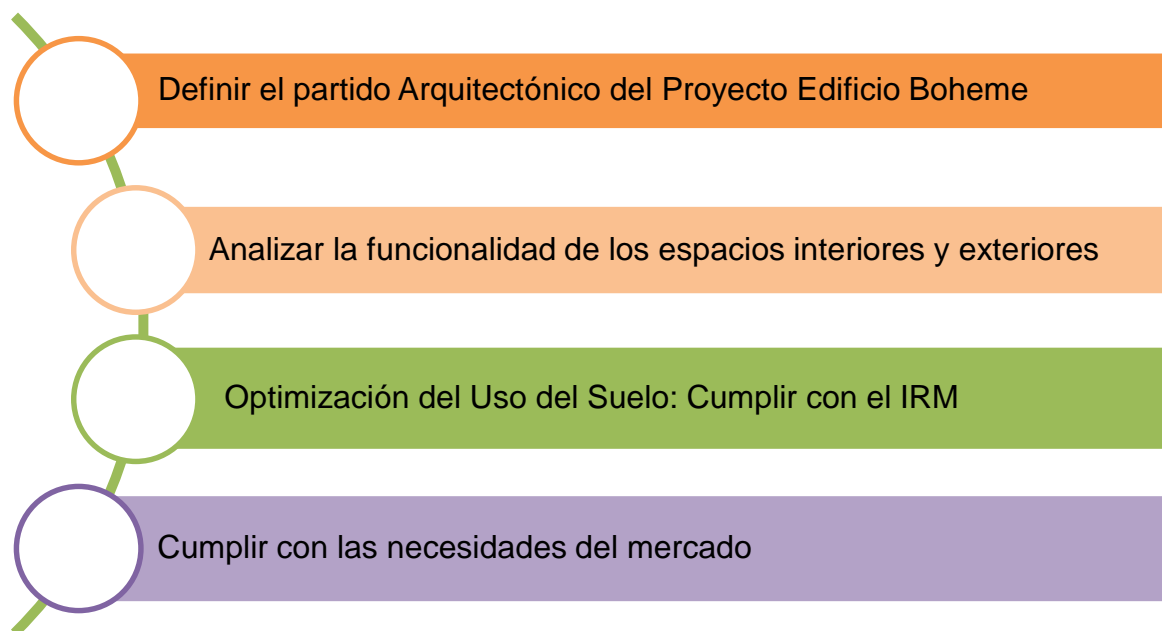 Definir el partido Arquitectónico del Proyecto Edificio Boheme
Analizar la funcionalidad de los espacios interiores y exteriores
Optimización del Uso del Suelo: Cumplir con el IRM
Cumplir con las necesidades del mercado